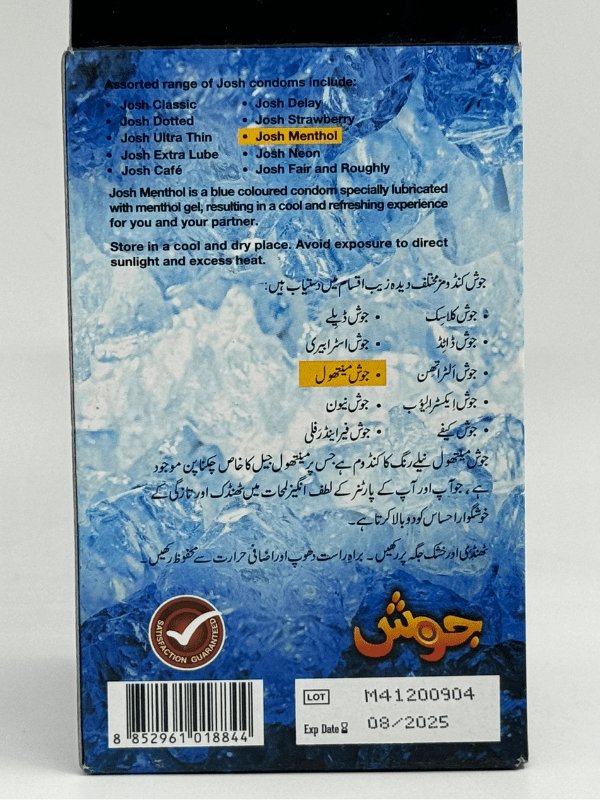 Assorted range of Josh condoms include:
• Josh Classic • Josh Delay
• Josh Dotted • Josh Strawberry
• Josh Ultra Thin • Josh Menthol
• Josh Extra Lube • Josh Neon
• Josh Café • Josh Fair and Roughly
Josh Menthol is a blue coloured condom specially lubricated
with menthol gel, resulting in a cool and refreshing experience
for you and your partner.
Store in a cool and dry place. Avoid exposure to direct
sunlight and excess heat.
جوش کنڈومز مختلف دیدہ زیب اقسام میں دستیاب ہیں:
• جوش کلاسک • جوش ڈیلے
• جوش ڈاٹڈ • جوش اسٹرابیری
• جوش الٹرا تھن • جوش مینتھول
• جوش ایکسٹرا لیوب • جوش نیون
• جوش کیفے • جوش فیر اینڈ رفلی
جوش مینتھول نیلے رنگ کا کنڈوم ہے جس پر مینتھول جیل کا خاص چکنا پن موجود
ہے، جو آپ اور آپ کے پارٹنر کے لطف انگیز لمحات میں ٹھنڈک اور تازگی کے
خوشگوار احساس کو دوبالا کرتا ہے۔
ٹھنڈی اور خشک جگہ پر رکھیں۔ براہِ راست دھوپ اور اضافی حرارت سے محفوظ رکھیں۔
SATISFACTION GUARANTEED
جوش
LOT M41200904
Exp Date 08/2025
8 852961 018844